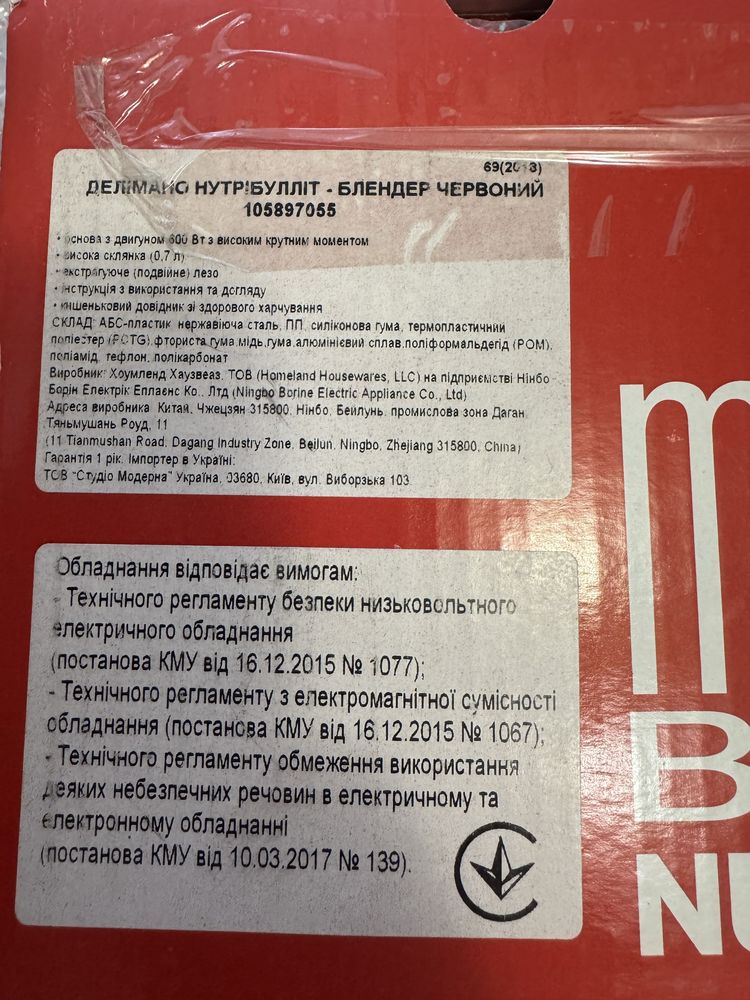 69(2018)
ДЕЛІМАНО НУТРІБУЛЛІТ - БЛЕНДЕР ЧЕРВОНИЙ
105897055
• основа з двигуном 600 Вт з високим крутним моментом
• висока склянка (0,7 л)
• екстрагуюче (подвійне) лезо
• інструкція з використання та догляду
• кишеньковий довідник зі здорового харчування
СКЛАД: АБС-пластик, нержавіюча сталь, ПП, силіконова гума, термопластичний
поліестер (PCTG), фториста гума, мідь, гума, алюмінієвий сплав, поліформальдегід (POM),
поліамід, тефлон, полікарбонат
Виробник: Хоумленд Хаузвеаз, ТОВ (Homeland Housewares, LLC) на підприємстві Нінбо
Борін Електрік Еплаєнс Ко., Лтд (Ningbo Borine Electric Appliance Co., Ltd)
Адреса виробника: Китай, Чжецзян 315800, Нінбо, Бейлунь, промислова зона Даган,
Тяньмушань Роуд, 11
(11 Tianmushan Road, Dagang Industry Zone, Beilun, Ningbo, Zhejiang 315800, China)
Гарантія 1 рік. Імпортер в Україні:
ТОВ "Студіо Модерна" Україна, 03680, Київ, вул. Виборзька 103
Обладнання відповідає вимогам:
- Технічного регламенту безпеки низьковольтного
електричного обладнання
(постанова КМУ від 16.12.2015 № 1077);
- Технічного регламенту з електромагнітної сумісності
обладнання (постанова КМУ від 16.12.2015 № 1067);
- Технічного регламенту обмеження використання
деяких небезпечних речовин в електричному та
електронному обладнанні
(постанова КМУ від 10.03.2017 № 139).